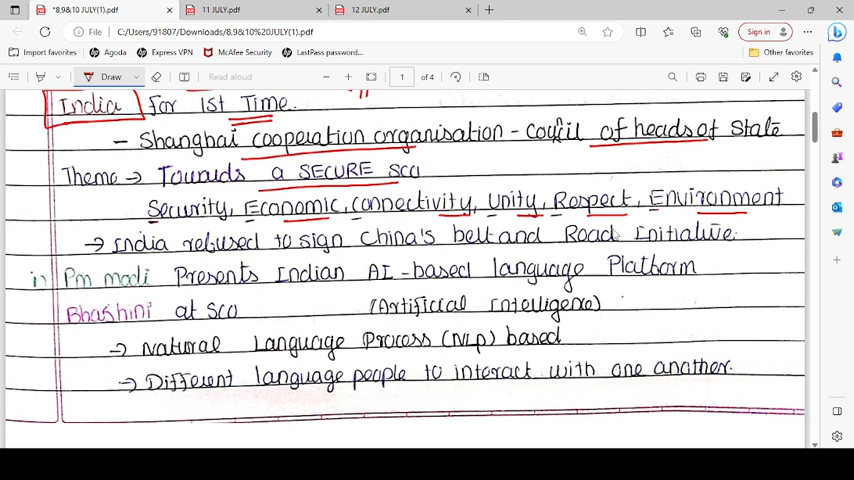 *8,9&10 JULY(1).pdf
11 JULY.pdf
12 JULY.pdf
File
C:/Users/91807/Downloads/8,9&10%20JULY(1).pdf
Sign in
Import favorites
Agoda
Express VPN
McAfee Security
LastPass password...
Other favorites
Draw
Read aloud
1
of 4
India for 1st Time.
- Shanghai cooperation organisation - Council of heads of State
Theme → Towards a SECURE SCO
Security, Economic, connectivity, Unity, Respect, Environment
→ India refused to sign China's belt and Road Initiative.
Pm modi Presents Indian AI-based language Platform
Bhashini at SCO (Artificial Intelligence)
→ Natural Language Process (NLP) based
→ Different language people to interact with one another.